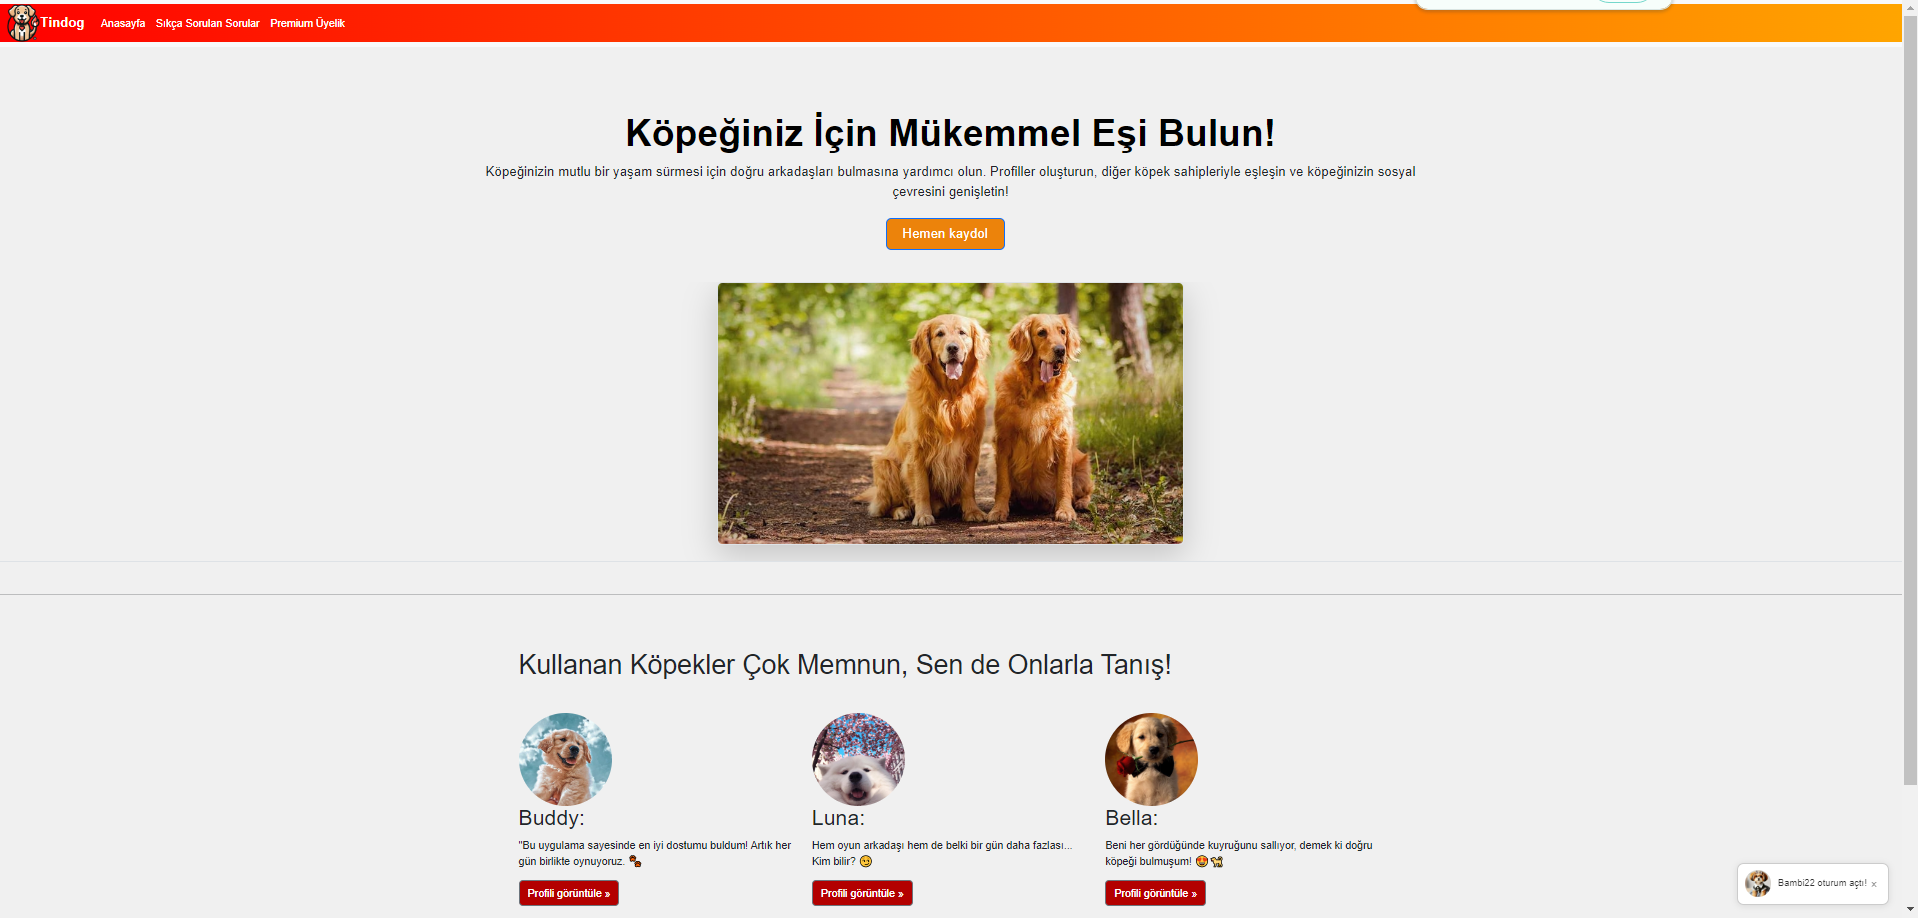 Tindog Anasayfa Sıkça Sorulan Sorular Premium Üyelik
Köpeğiniz İçin Mükemmel Eşi Bulun!
Köpeğinizin mutlu bir yaşam sürmesi için doğru arkadaşları bulmasına yardımcı olun. Profiller oluşturun, diğer köpek sahipleriyle eşleşin ve köpeğinizin sosyal
çevresini genişletin!
Hemen kaydol
Kullanan Köpekler Çok Memnun, Sen de Onlarla Tanış!
Buddy:
"Bu uygulama sayesinde en iyi dostumu buldum! Artık her
gün birlikte oynuyoruz. 🐕
Profili görüntüle »
Luna:
Hem oyun arkadaşı hem de belki bir gün daha fazlası...
Kim bilir? 😉
Profili görüntüle »
Bella:
Beni her gördüğünde kuyruğunu sallıyor, demek ki doğru
köpeği bulmuşum! 😍🐕
Profili görüntüle »
Bambi22 oturum açtı! ×